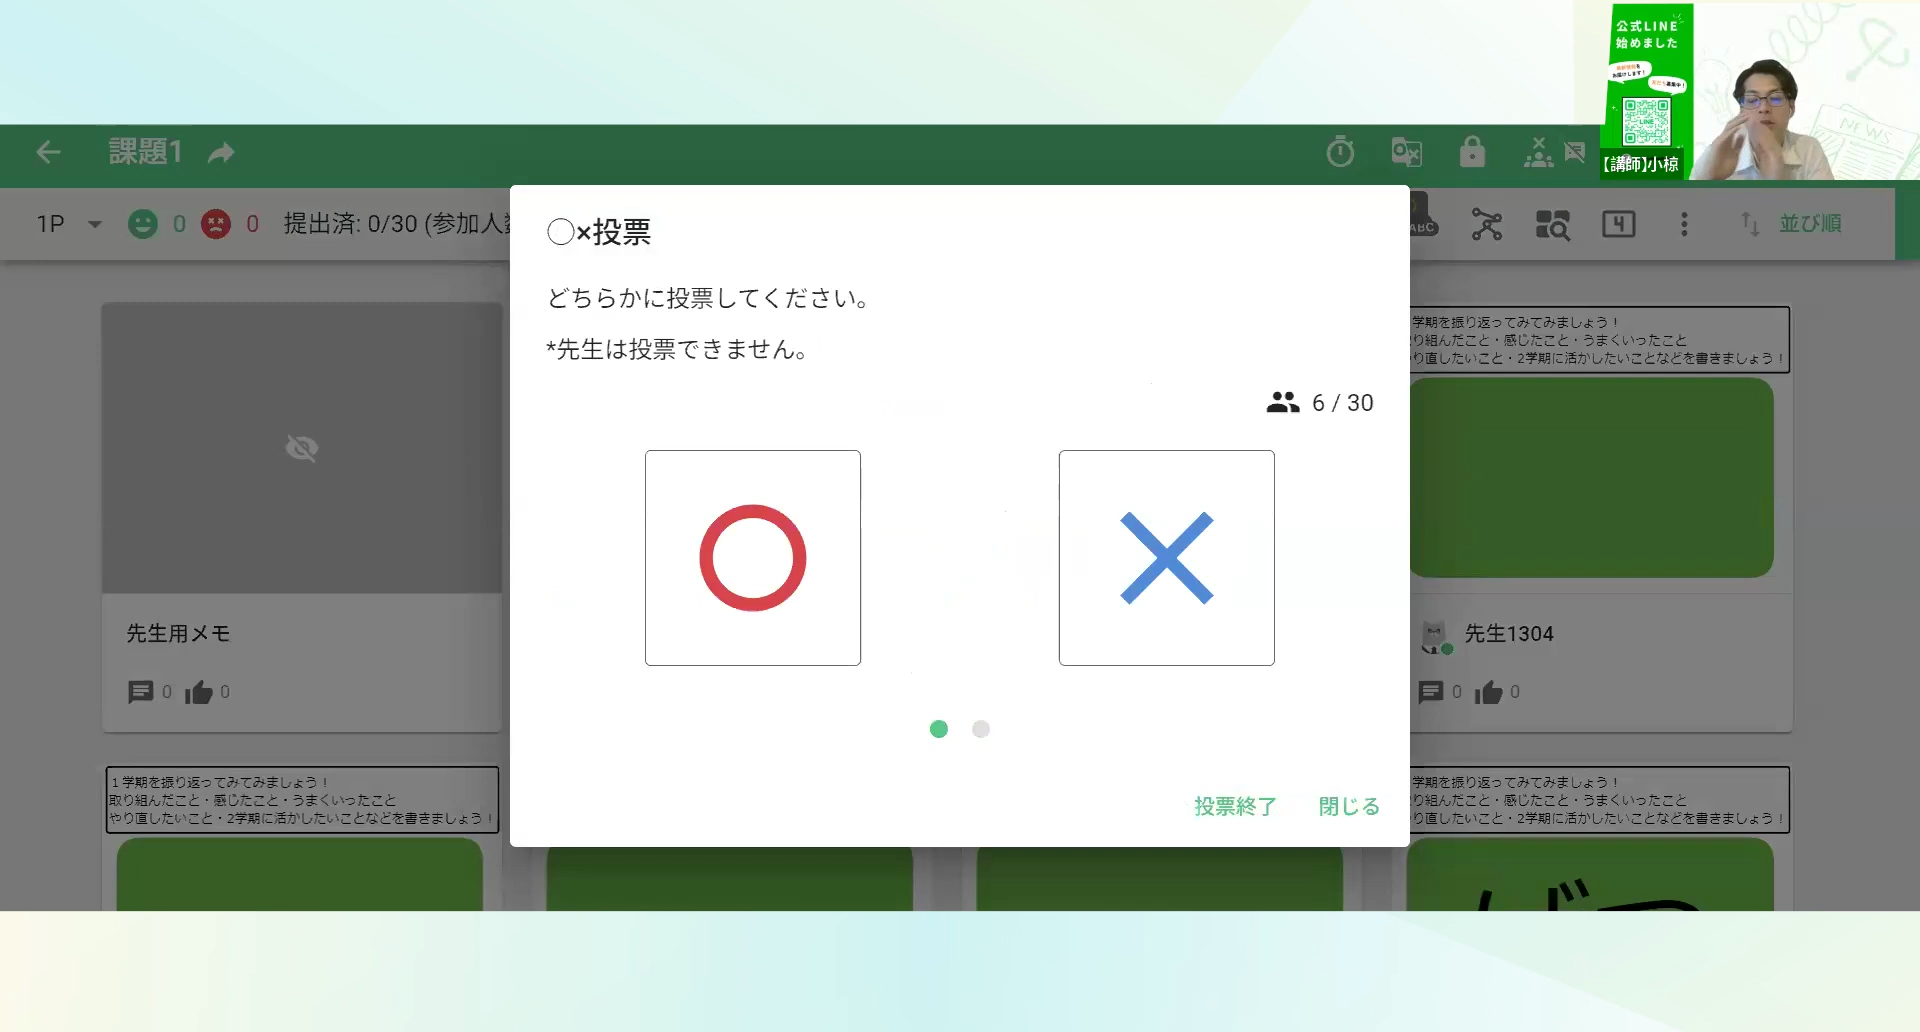 公式LINE
始めました
お届けします!
LINE
NEWS
【講師】小椋
課題1
1P
0
0
提出済: 0/30 (参加人数
ABC
4
並び順
〇×投票
どちらかに投票してください。
*先生は投票できません。
6 / 30
投票終了
閉じる
先生用メモ
0
0
学期を振り返ってみてみましょう!
り組んだこと・感じたこと・うまくいったこと
り直したいこと・2学期に活かしたいことなどを書きましょう!
先生1304
0
0
1学期を振り返ってみてみましょう!
取り組んだこと・感じたこと・うまくいったこと
やり直したいこと・2学期に活かしたいことなどを書きましょう!
学期を振り返ってみてみましょう!
り組んだこと・感じたこと・うまくいったこと
り直したいこと・2学期に活かしたいことなどを書きましょう!